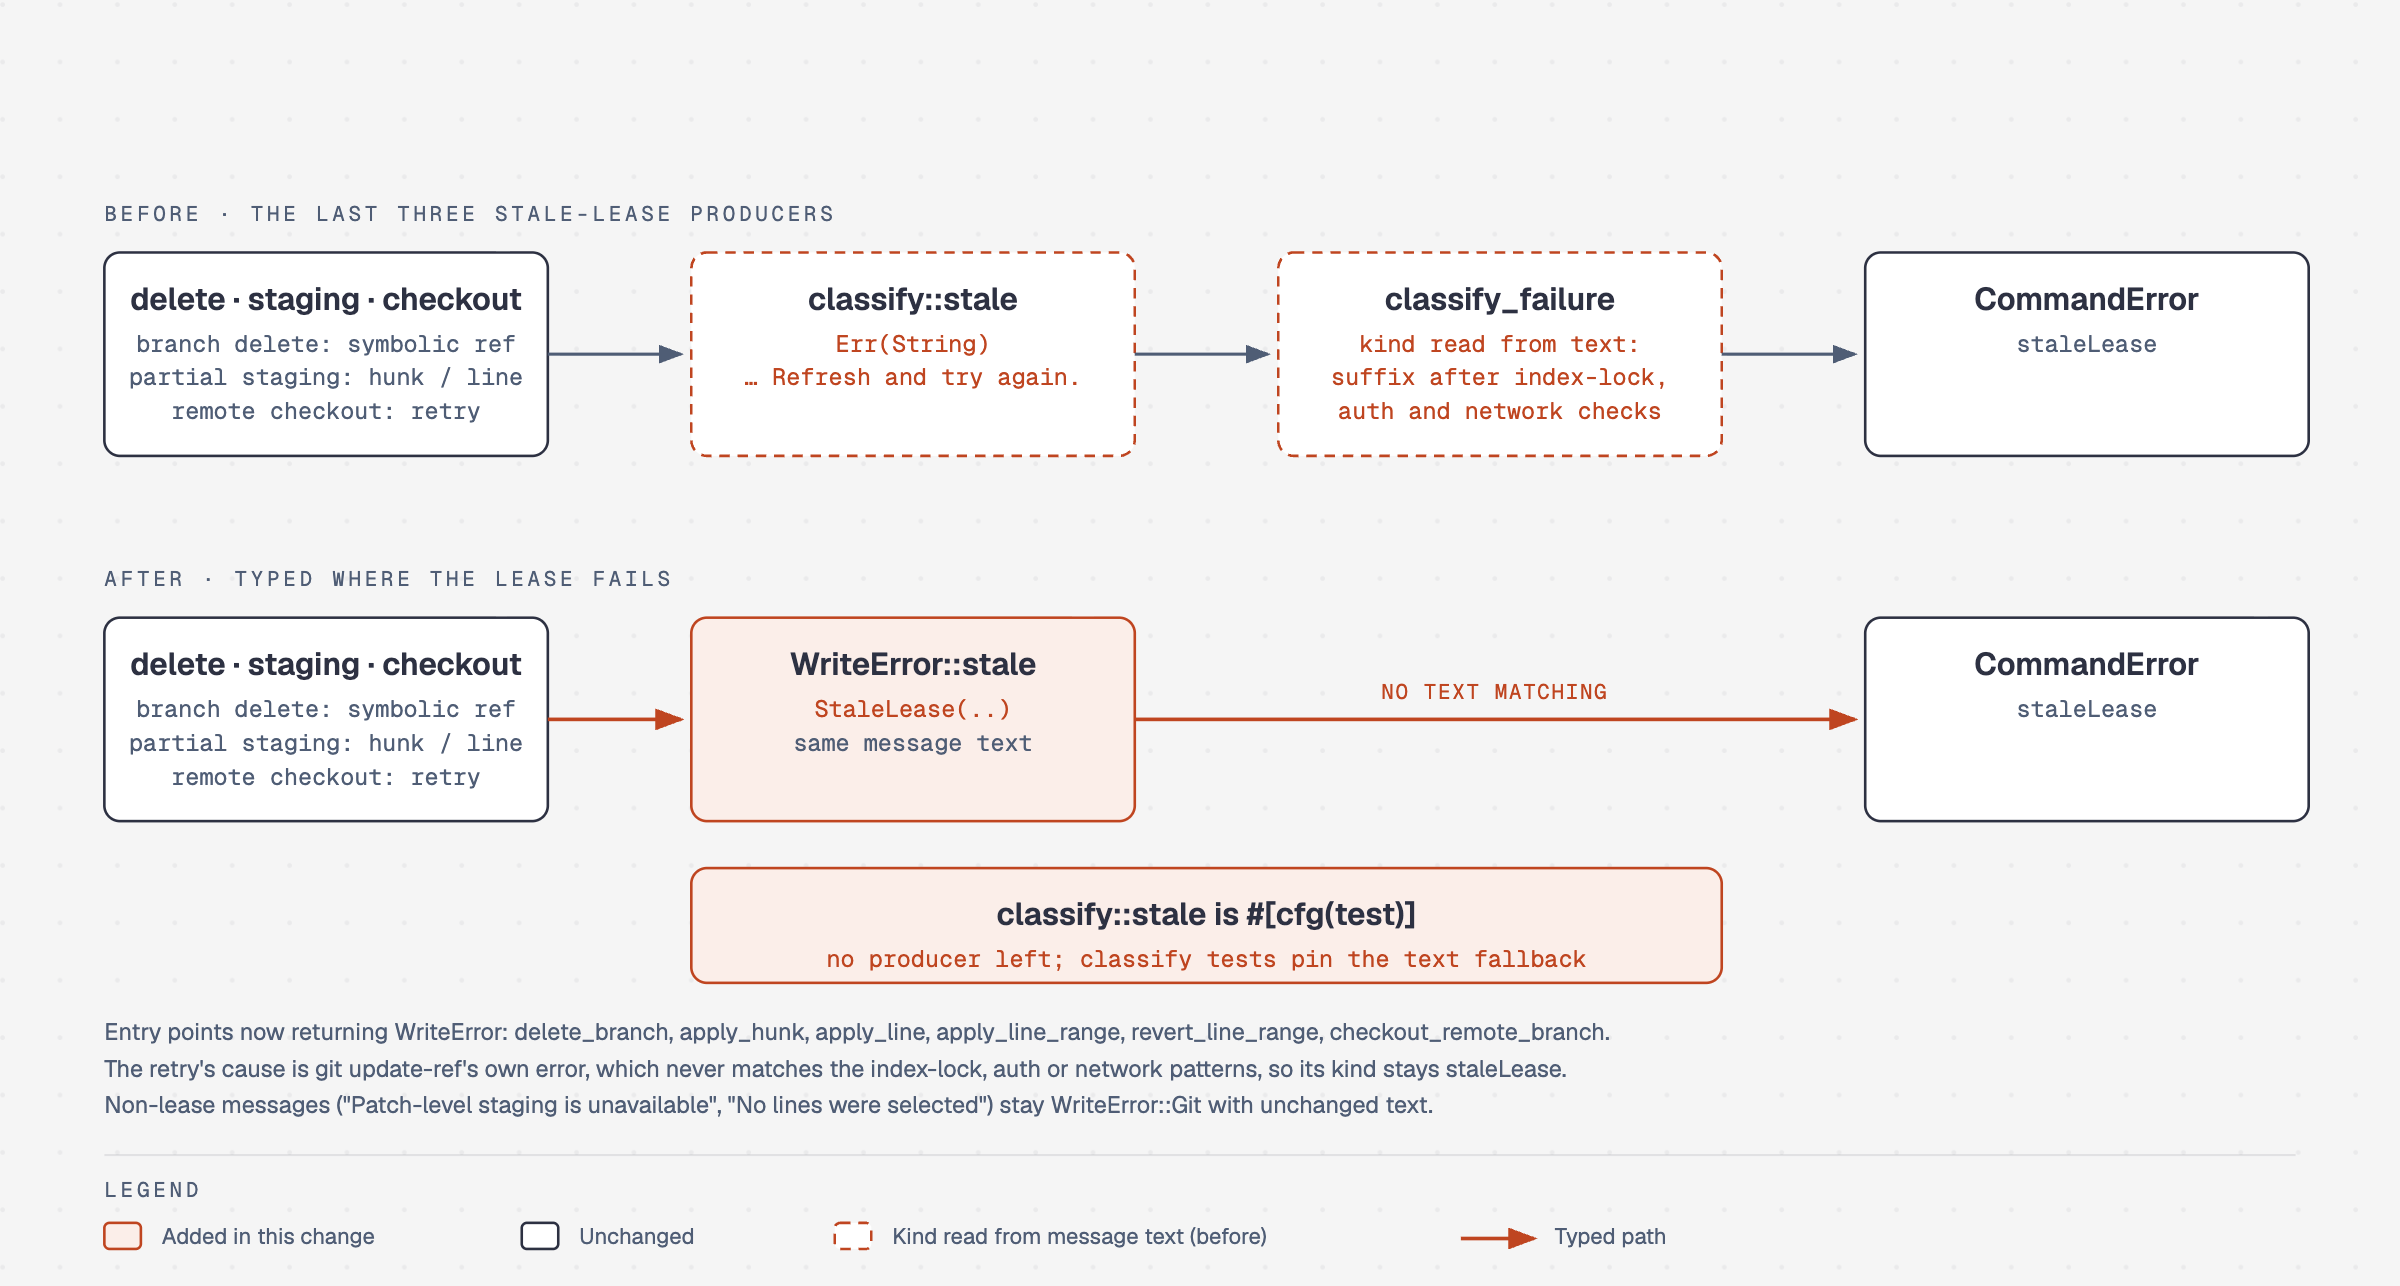 BEFORE · THE LAST THREE STALE-LEASE PRODUCERS
delete · staging · checkout
branch delete: symbolic ref
partial staging: hunk / line
remote checkout: retry
classify::stale
Err(String)
… Refresh and try again.
classify_failure
kind read from text:
suffix after index-lock,
auth and network checks
CommandError
staleLease
AFTER · TYPED WHERE THE LEASE FAILS
delete · staging · checkout
branch delete: symbolic ref
partial staging: hunk / line
remote checkout: retry
WriteError::stale
StaleLease(..)
same message text
NO TEXT MATCHING
CommandError
staleLease
classify::stale is #[cfg(test)]
no producer left; classify tests pin the text fallback
Entry points now returning WriteError: delete_branch, apply_hunk, apply_line, apply_line_range, revert_line_range, checkout_remote_branch.
The retry's cause is git update-ref's own error, which never matches the index-lock, auth or network patterns, so its kind stays staleLease.
Non-lease messages ("Patch-level staging is unavailable", "No lines were selected") stay WriteError::Git with unchanged text.
LEGEND
Added in this change
Unchanged
Kind read from message text (before)
Typed path